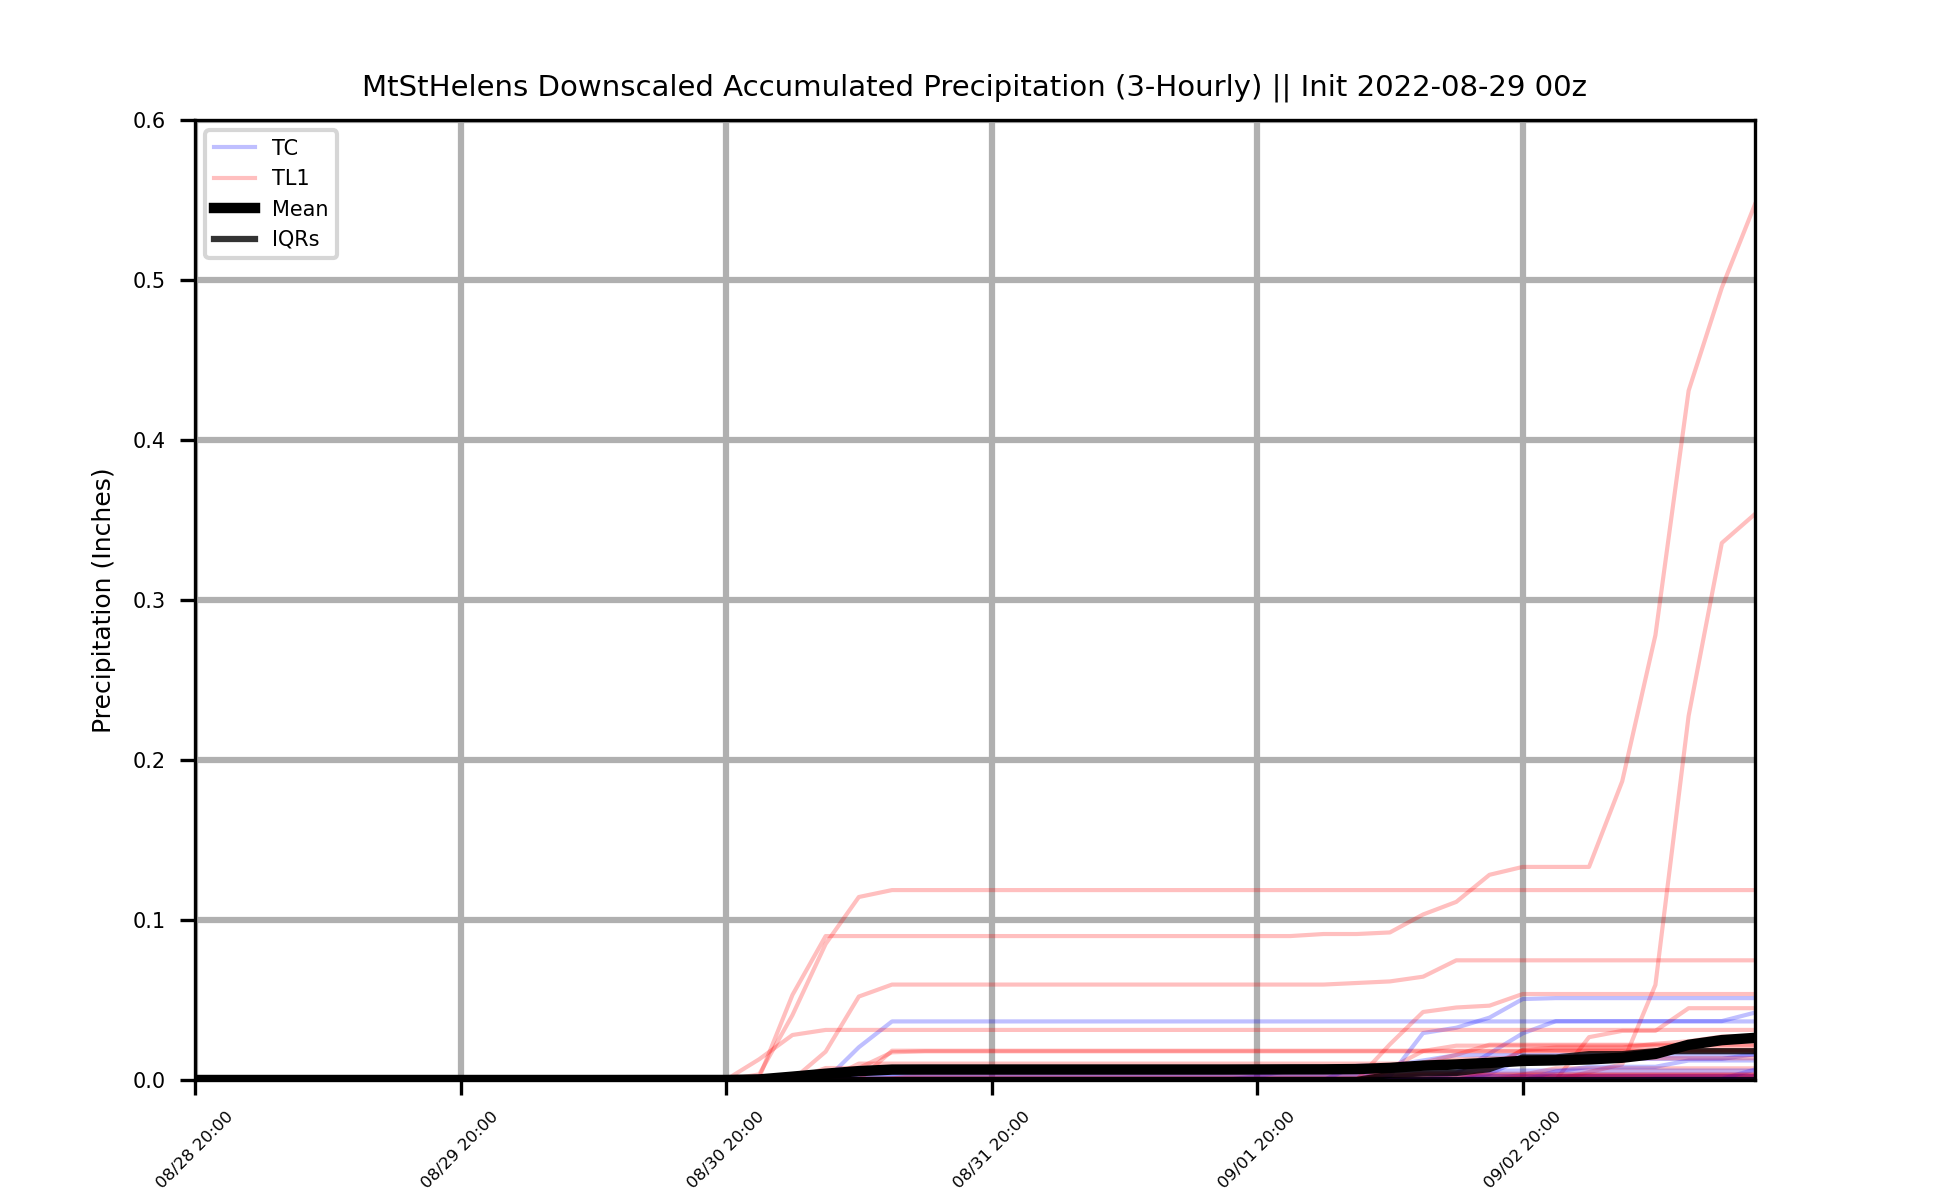 MtStHelens Downscaled Accumulated Precipitation (3-Hourly) || Init 2022-08-29 00z
TC
TL1
Mean
IQRs
Precipitation (Inches)
0.6
0.5
0.4
0.3
0.2
0.1
0.0
08/28 20:00
08/29 20:00
08/30 20:00
08/31 20:00
09/01 20:00
09/02 20:00